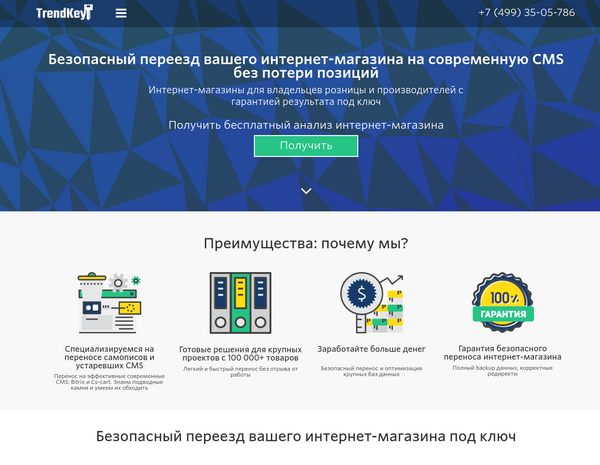 TrendKey
+7 (499) 35-05-786
Безопасный переезд вашего интернет-магазина на современную CMS
без потери позиций
Интернет-магазины для владельцев розницы и производителей с
гарантией результата под ключ
Получить бесплатный анализ интернет-магазина
Получить
Преимущества: почему мы?
100%
ГАРАНТИЯ
Специализируемся на
переносе самописов и
устаревших CMS
Перенос на эффективные современные
CMS: Bitrix и Cs-cart. Знаем подводные
камни и умеем их обходить
Готовые решения для крупных
проектов с 100 000+ товаров
Легкий и быстрый перенос без отрыва от
работы
Заработайте больше денег
Безопасный перенос и оптимизация
крупных баз данных
Гарантия безопасного
переноса интернет-магазина
Полный backup данных, корректные
редиректы
Безопасный переезд вашего интернет-магазина под ключ